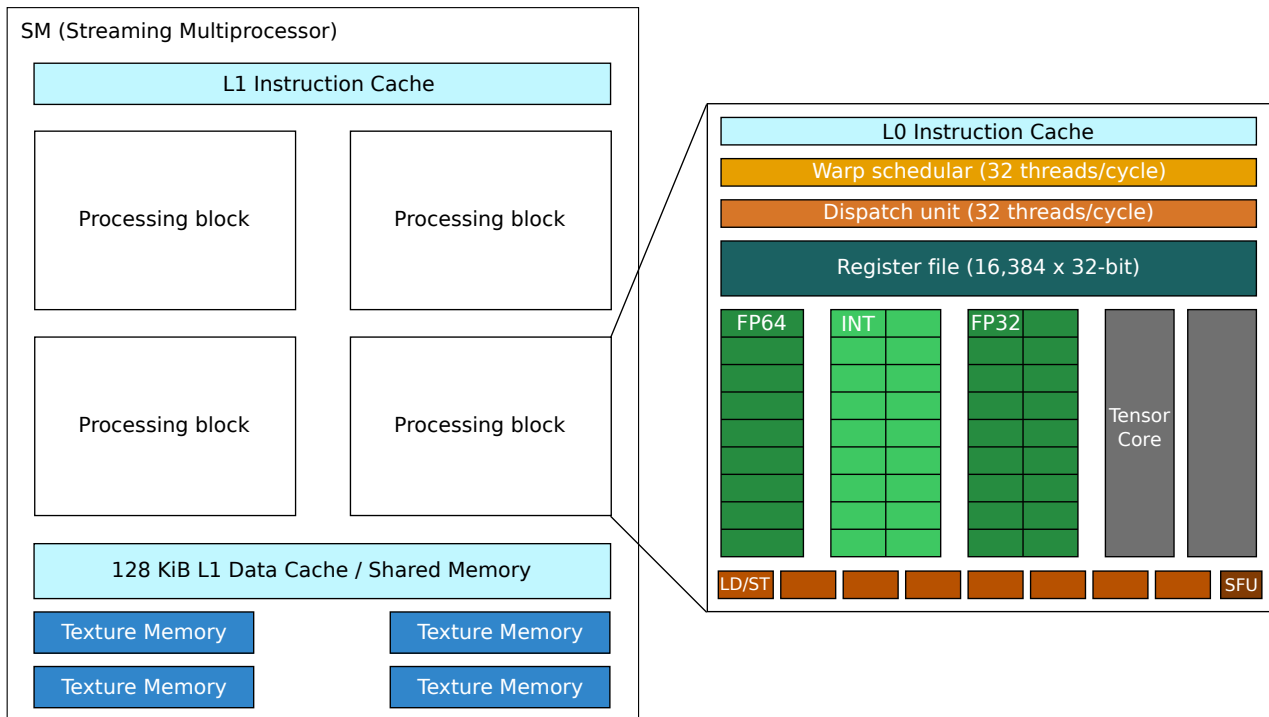 SM (Streaming Multiprocessor)
L1 Instruction Cache
Processing block
Processing block
Processing block
Processing block
128 KiB L1 Data Cache / Shared Memory
Texture Memory
Texture Memory
Texture Memory
Texture Memory
L0 Instruction Cache
Warp schedular (32 threads/cycle)
Dispatch unit (32 threads/cycle)
Register file (16,384 x 32-bit)
FP64
INT
FP32
Tensor
Core
LD/ST
SFU